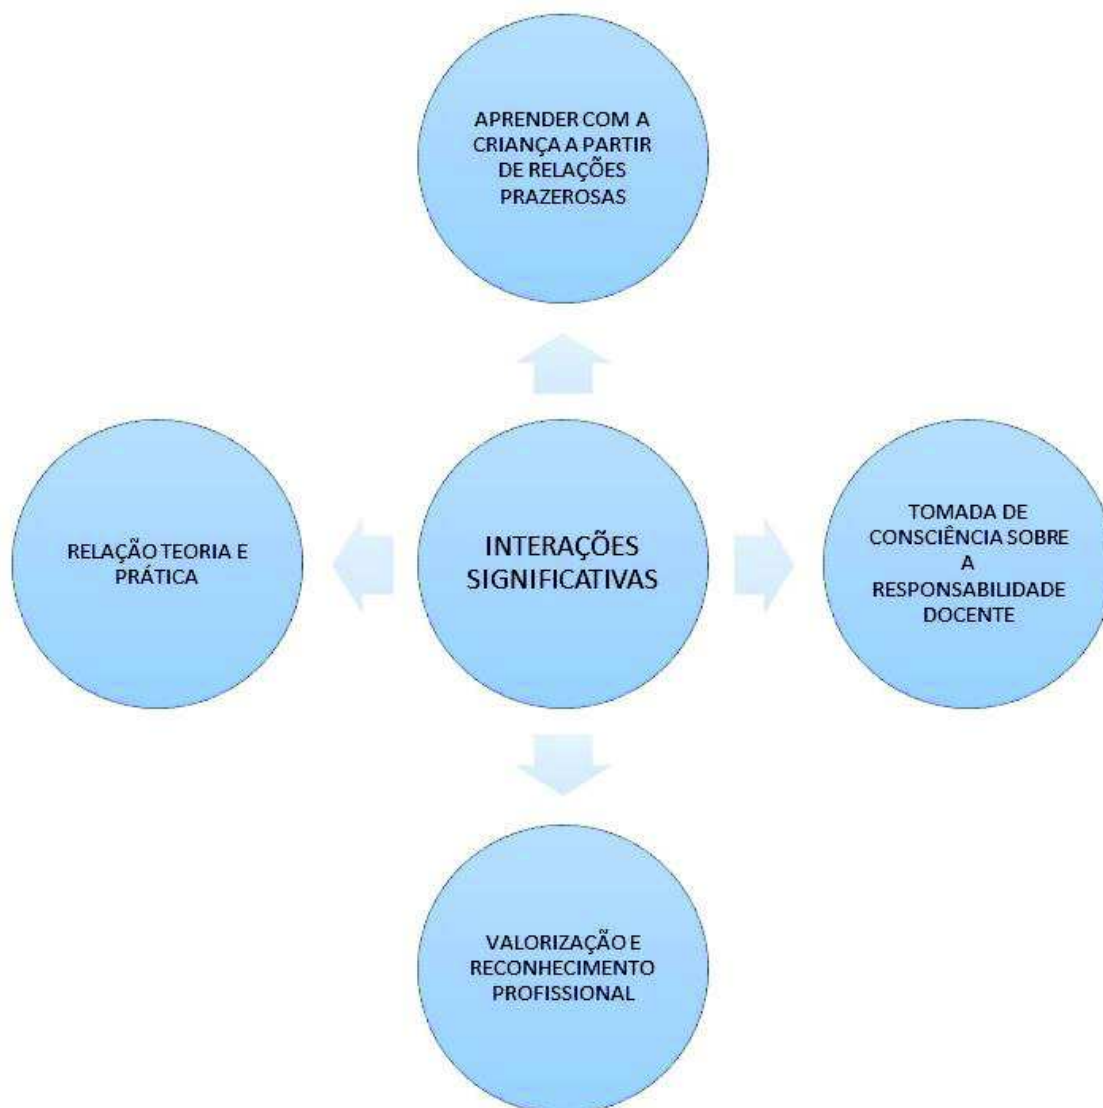 APRENDER COM A
CRIANÇA A PARTIR
DE RELAÇÕES
PRAZEROSAS
RELAÇÃO TEORIA E
PRÁTICA
INTERAÇÕES
SIGNIFICATIVAS
TOMADA DE
CONSCIÊNCIA SOBRE
A
RESPONSABILIDADE
DOCENTE
VALORIZAÇÃO E
RECONHECIMENTO
PROFISSIONAL